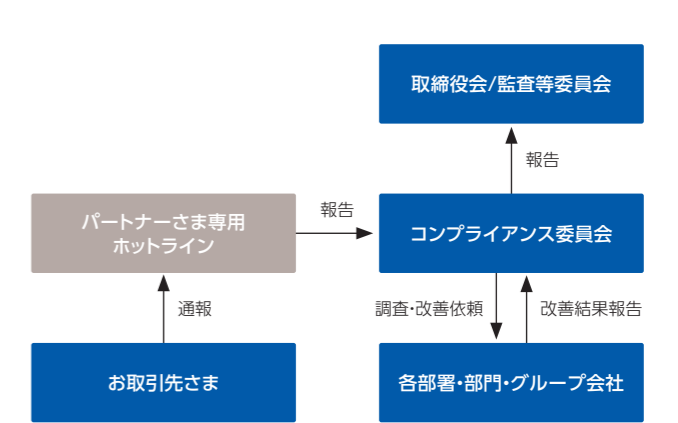 取締役会/監査等委員会
報告
パートナーさま専用
ホットライン
報告
コンプライアンス委員会
通報
調査・改善依頼
改善結果報告
お取引先さま
各部署・部門・グループ会社